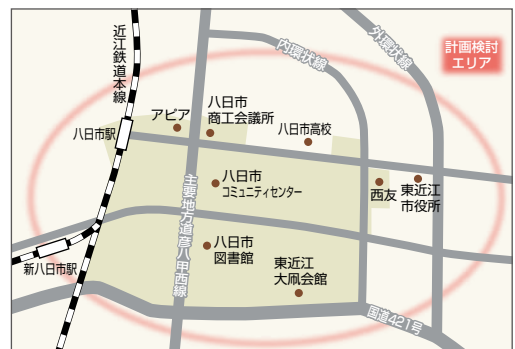 近江鉄道本線
内環状線
外環状線
計画検討
エリア
アピア
八日市
商工会議所
八日市高校
八日市駅
八日市
コミュニティセンター
西友
東近江
市役所
主要地方道彦八甲西線
八日市
図書館
東近江
大凧会館
新八日市駅
国道421号